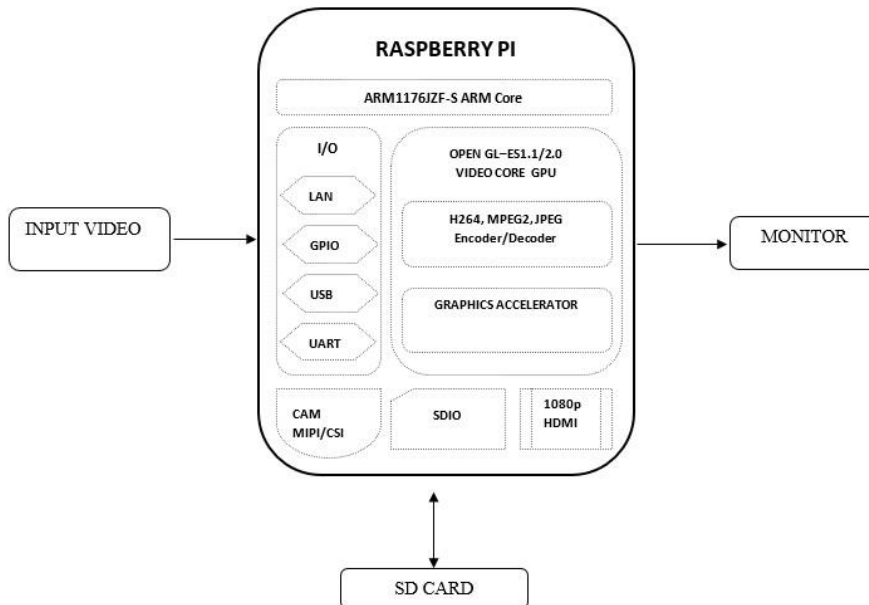 RASPBERRY PI
ARM1176JZF-S ARM Core
I/O
LAN
GPIO
USB
UART
OPEN GL–ES1.1/2.0
VIDEO CORE GPU
H264, MPEG2, JPEG
Encoder/Decoder
GRAPHICS ACCELERATOR
CAM
MIPI/CSI
SDIO
1080p
HDMI
INPUT VIDEO
MONITOR
SD CARD